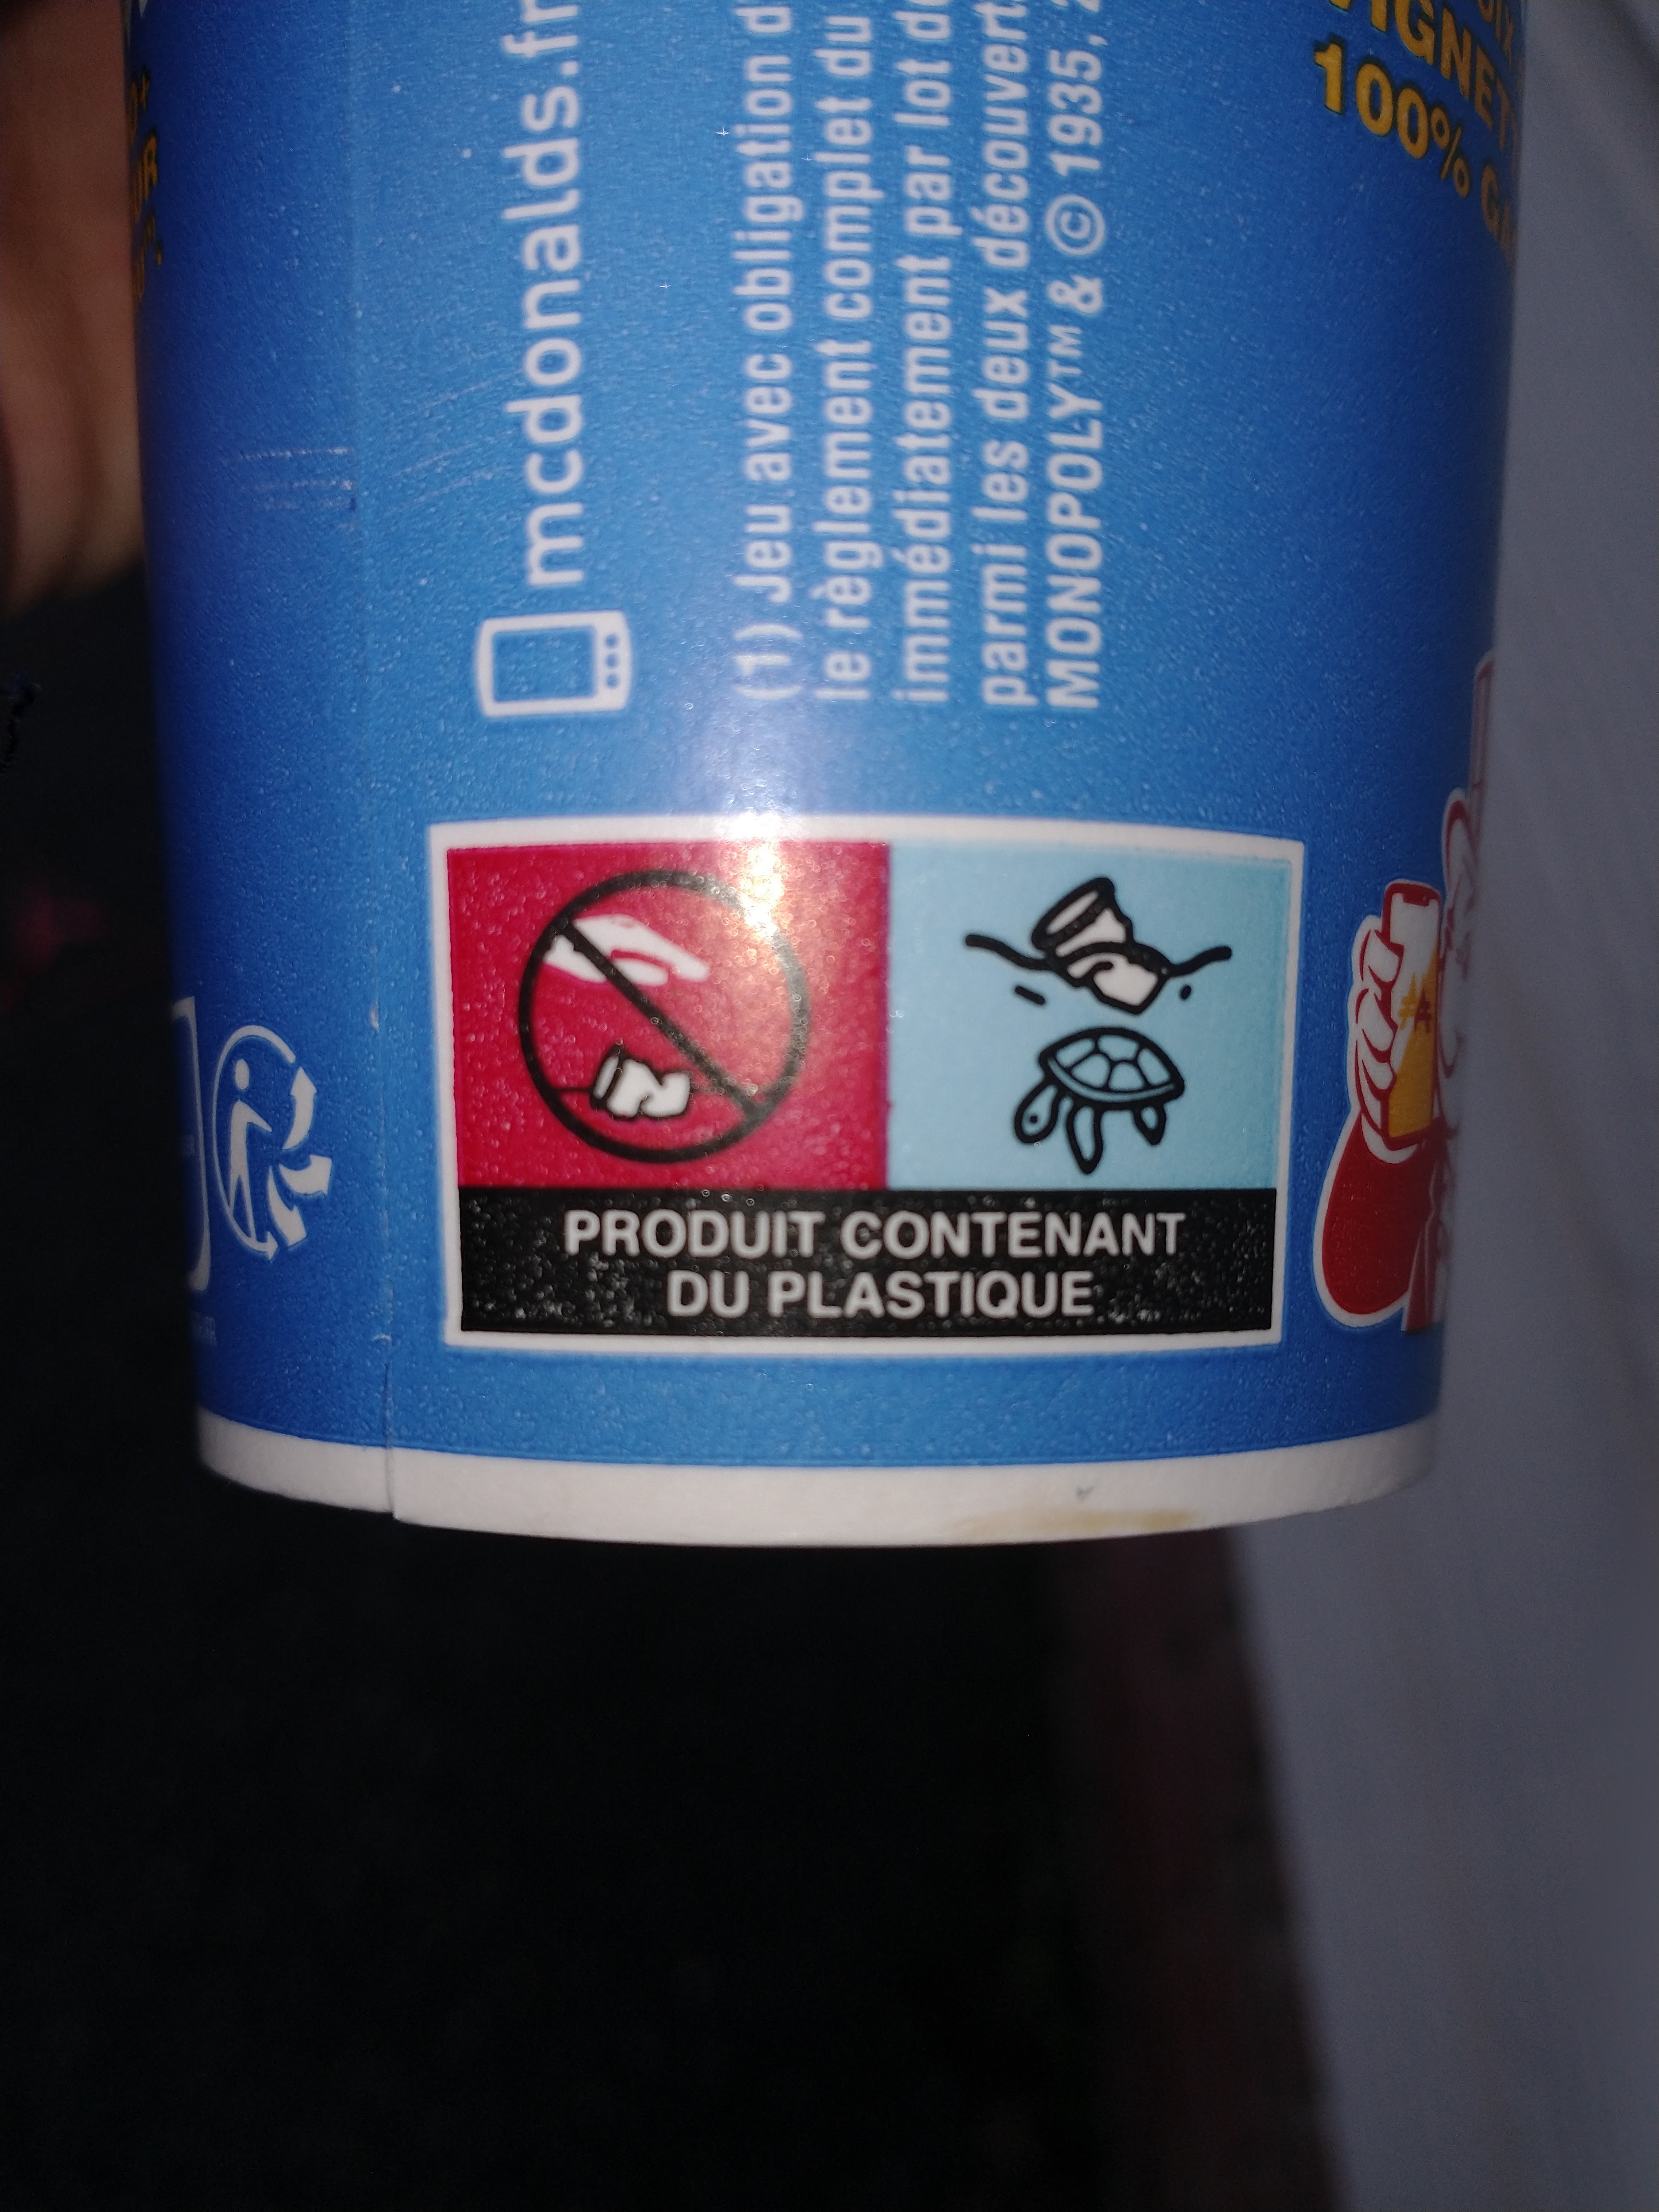 mcdonalds.fr
(1) Jeu avec obligation d'
le règlement complet du
immédiatement par lot de
parmi les deux
MONOPOLY™ & © 1935,
100%
PRODUIT CONTENANT
DU PLASTIQUE